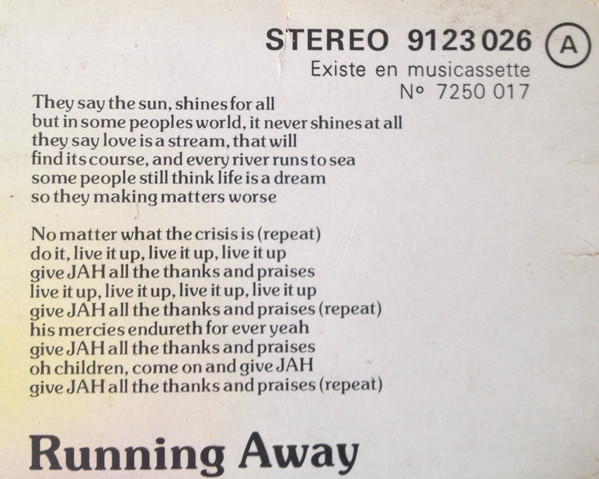 STEREO 9123 026 A
Existe en musicassette
Nº 7250 017
They say the sun, shines for all
but in some peoples world, it never shines at all
they say love is a stream, that will
find its course, and every river runs to sea
some people still think life is a dream
so they making matters worse
No matter what the crisis is (repeat)
do it, live it up, live it up, live it up
give JAH all the thanks and praises
live it up, live it up, live it up, live it up
give JAH all the thanks and praises (repeat)
his mercies endureth for ever yeah
give JAH all the thanks and praises
oh children, come on and give JAH
give JAH all the thanks and praises (repeat)
Running Away